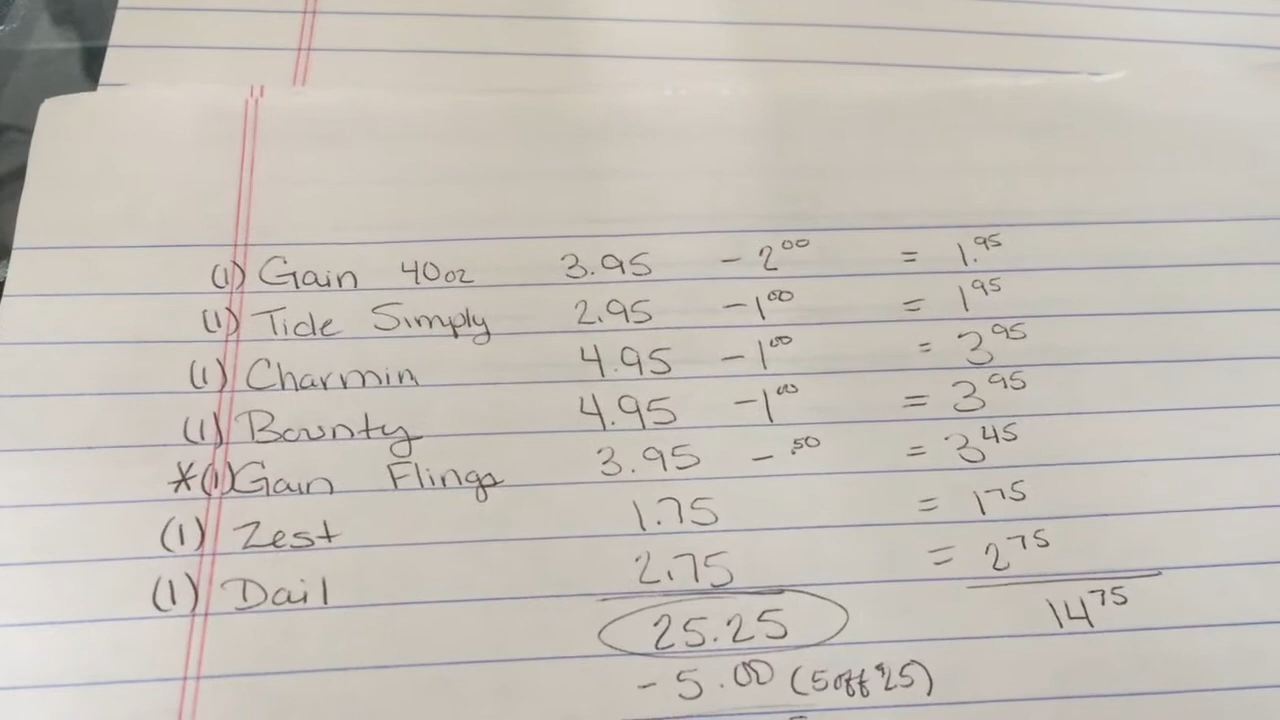 (1) Gain 40oz 3.95 - 2.00 = 1.95
(1) Tide Simply 2.95 - 1.00 = 1.95
(1) Charmin 4.95 - 1.00 = 3.95
(1) Bounty 4.95 - 1.00 = 3.95
*(1) Gain Flings 3.95 - .50 = 3.45
(1) Zest 1.75 = 1.75
(1) Dail 2.75 = 2.75
25.25 14.75
- 5.00 (5 off 25)